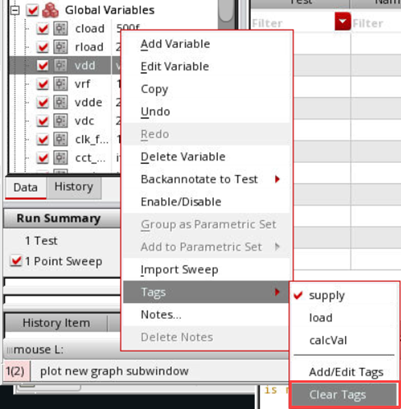 Global Variables
Test
cload 500f
Filter Filter
rload 2
vdd
vrf 1
vdde 2
vdc 2
clk_f... 1
cct_...
Add Variable
Edit Variable
Copy
Undo
Redo
Delete Variable
Backannotate to Test
Enable/Disable
Group as Parametric Set
Add to Parametric Set
Import Sweep
Tags
Notes...
Delete Notes
supply
load
calcVal
Add/Edit Tags
Clear Tags
Data History
Run Summary
1 Test
1 Point Sweep
History Item
mouse L:
1(2) plot new graph subwindow
is